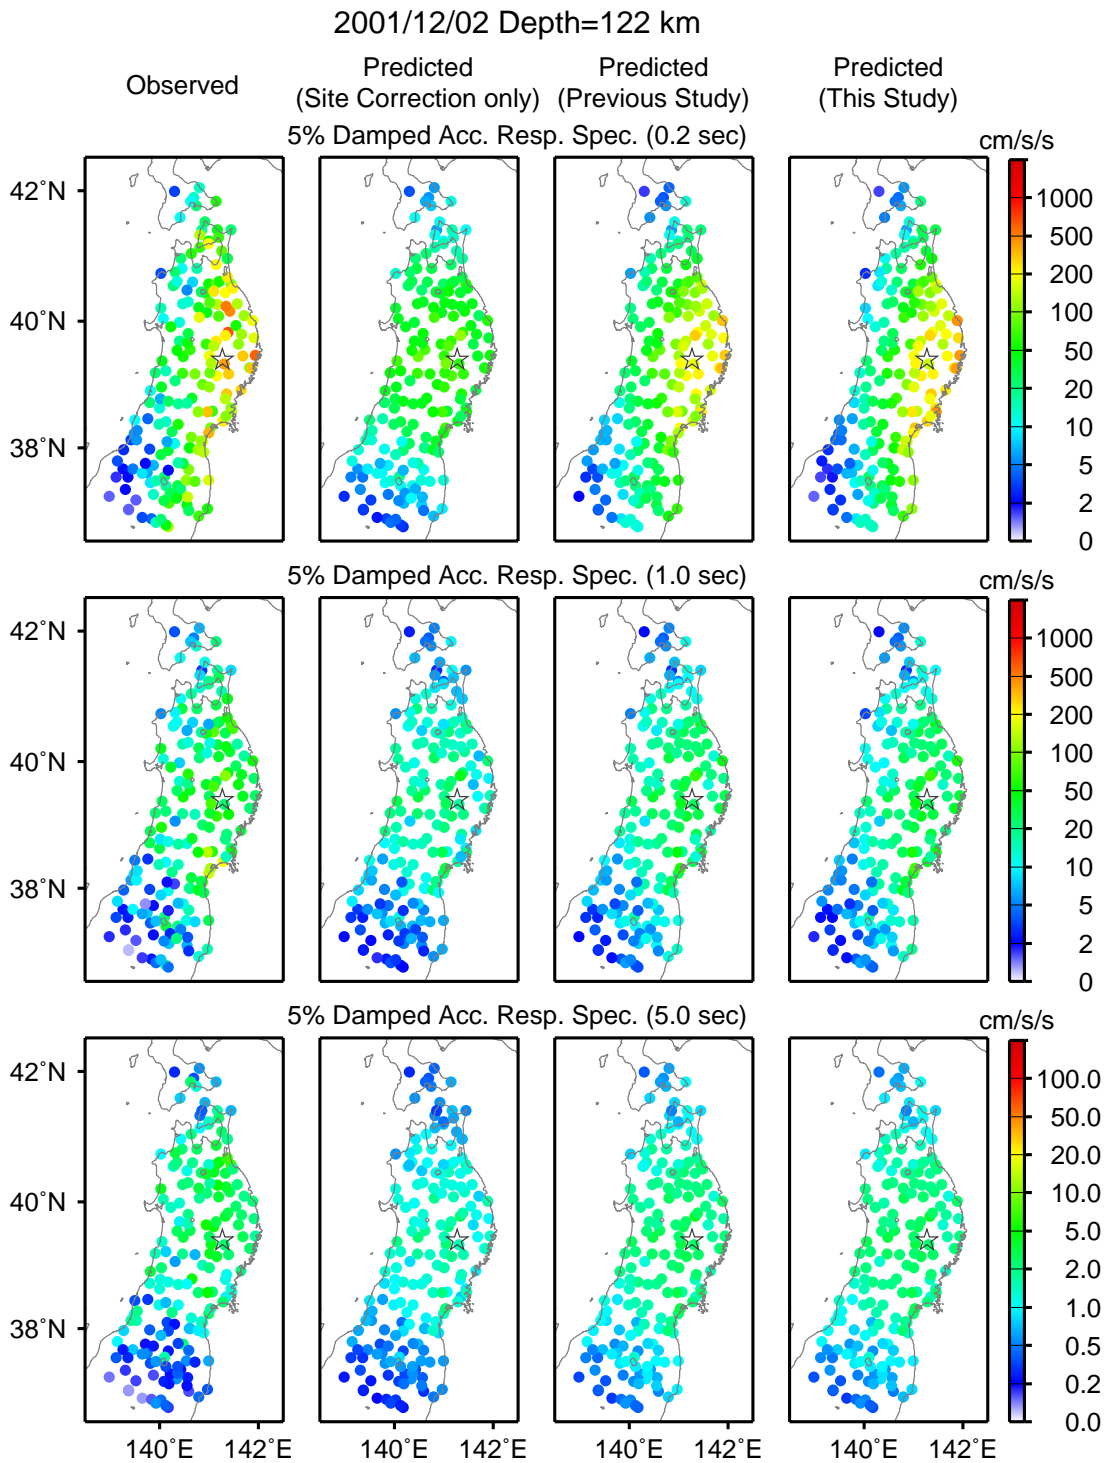 2001/12/02 Depth=122 km
Observed
Predicted
(Site Correction only)
Predicted
(Previous Study)
Predicted
(This Study)
5% Damped Acc. Resp. Spec. (0.2 sec)
cm/s/s
42°N
40°N
38°N
1000
500
200
100
50
20
10
5
2
0
5% Damped Acc. Resp. Spec. (1.0 sec)
cm/s/s
42°N
40°N
38°N
1000
500
200
100
50
20
10
5
2
0
5% Damped Acc. Resp. Spec. (5.0 sec)
cm/s/s
42°N
40°N
38°N
100.0
50.0
20.0
10.0
5.0
2.0
1.0
0.5
0.2
0.0
140°E 142°E 140°E 142°E 140°E 142°E 140°E 142°E